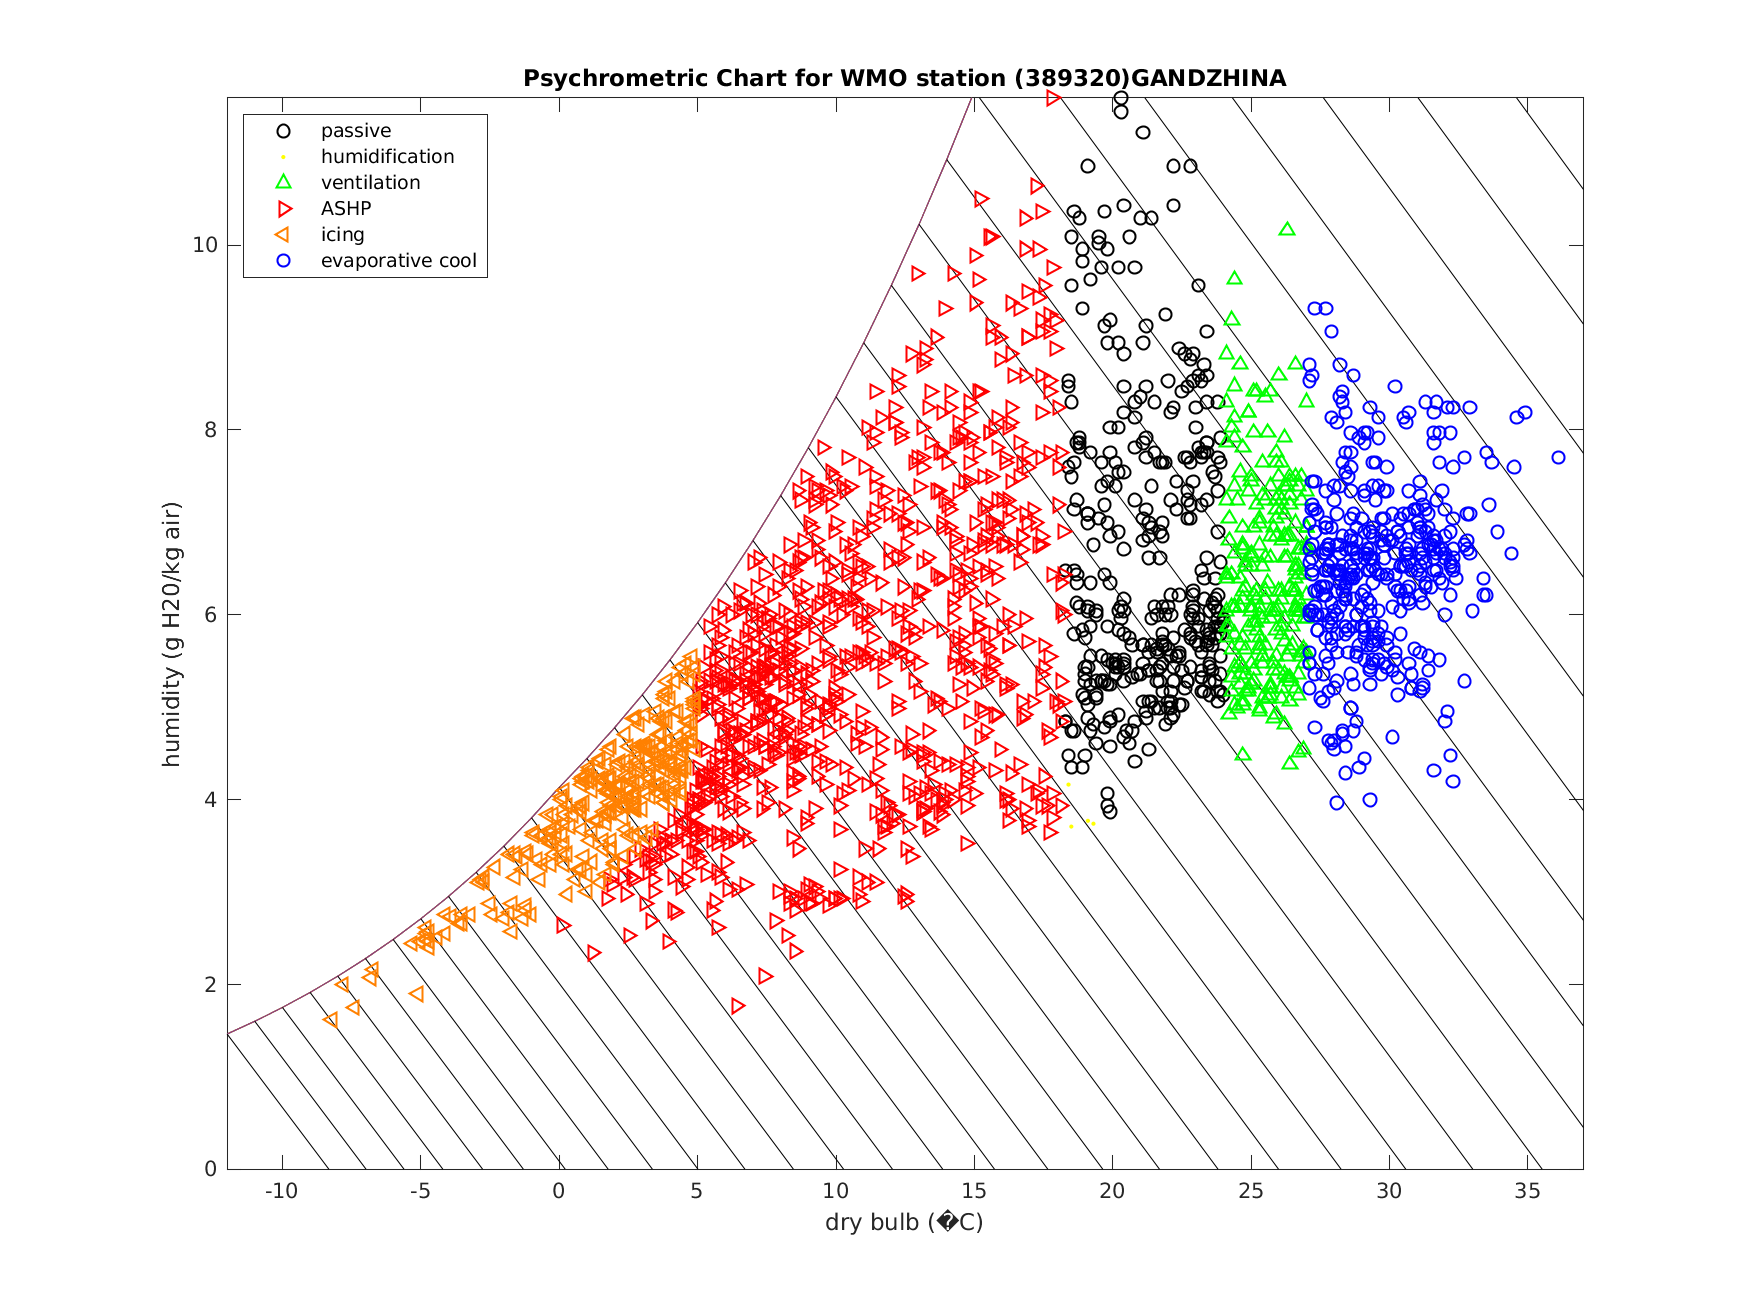 Psychrometric Chart for WMO station (389320)GANDZHINA
passive
humidification
ventilation
ASHP
icing
evaporative cool
humidity (g H20/kg air)
10
8
6
4
2
0
-10 -5 0 5 10 15 20 25 30 35
dry bulb (�C)